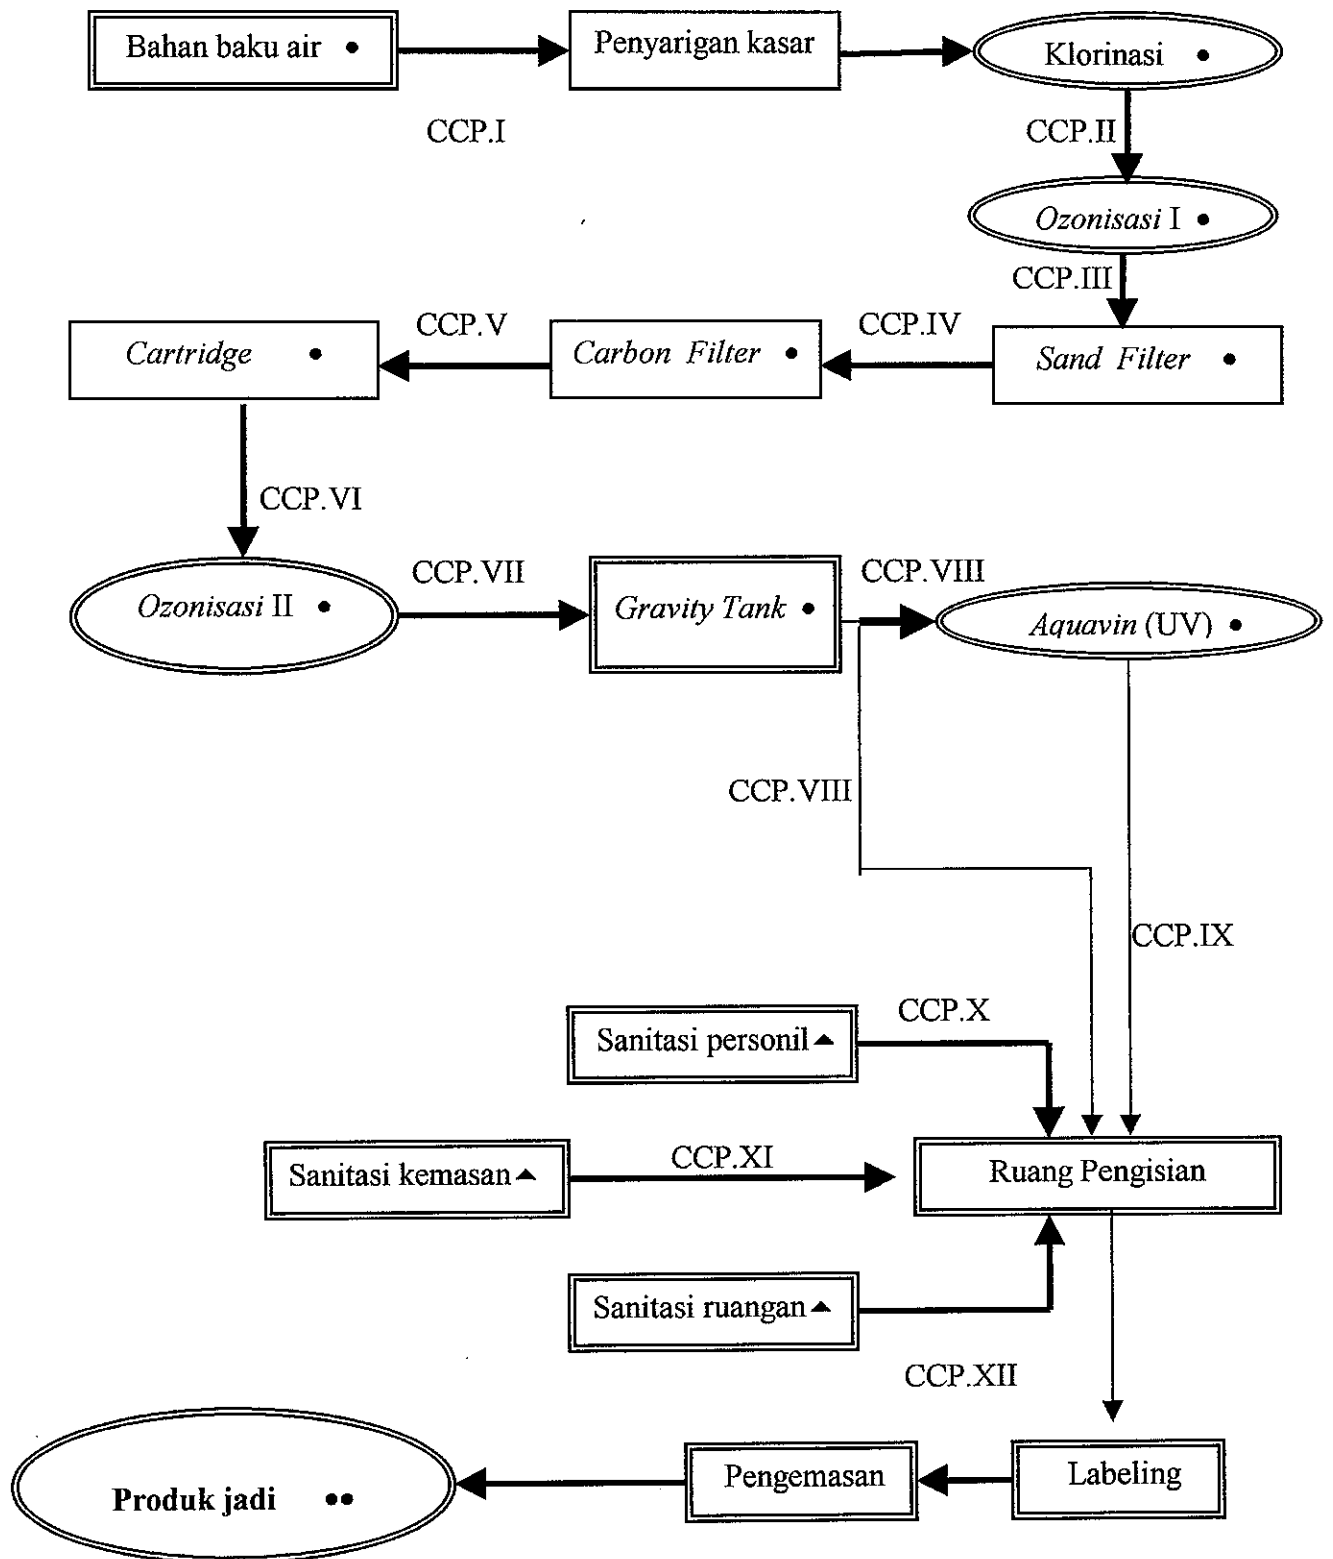 Bahan baku air •
Penyarigan kasar
Klorinasi •
CCP.I
CCP.II
Ozonisasi I •
CCP.III
Sand Filter •
CCP.IV
Carbon Filter •
CCP.V
Cartridge •
CCP.VI
Ozonisasi II •
CCP.VII
Gravity Tank •
CCP.VIII
Aquavin (UV) •
CCP.VIII
CCP.IX
Sanitasi personil ▲
CCP.X
Sanitasi kemasan ▲
CCP.XI
Ruang Pengisian
Sanitasi ruangan ▲
CCP.XII
Labeling
Pengemasan
Produk jadi ••